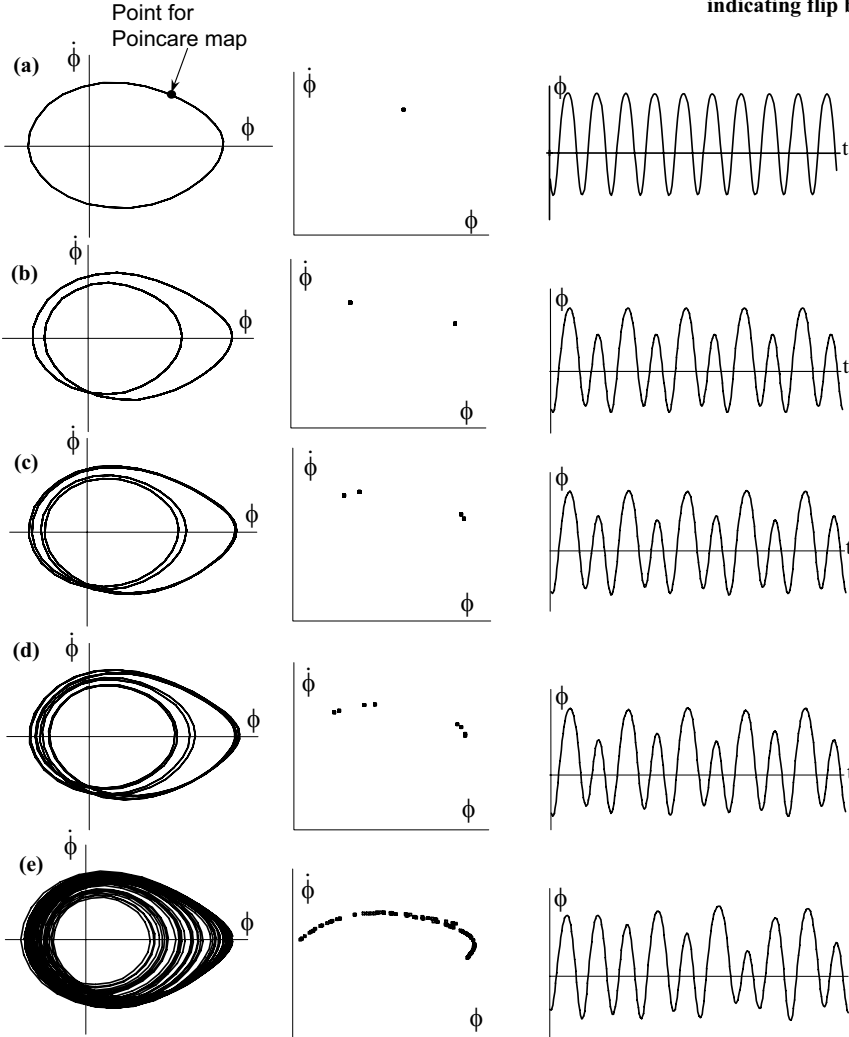 indicating flip b
Point for
Poincare map
(a)
φ̇
ϕ
φ̇
ϕ
ϕ
t
(b)
φ̇
ϕ
φ̇
ϕ
ϕ
t
(c)
φ̇
ϕ
φ̇
ϕ
ϕ
t
(d)
φ̇
ϕ
φ̇
ϕ
ϕ
t
(e)
φ̇
ϕ
φ̇
ϕ
ϕ